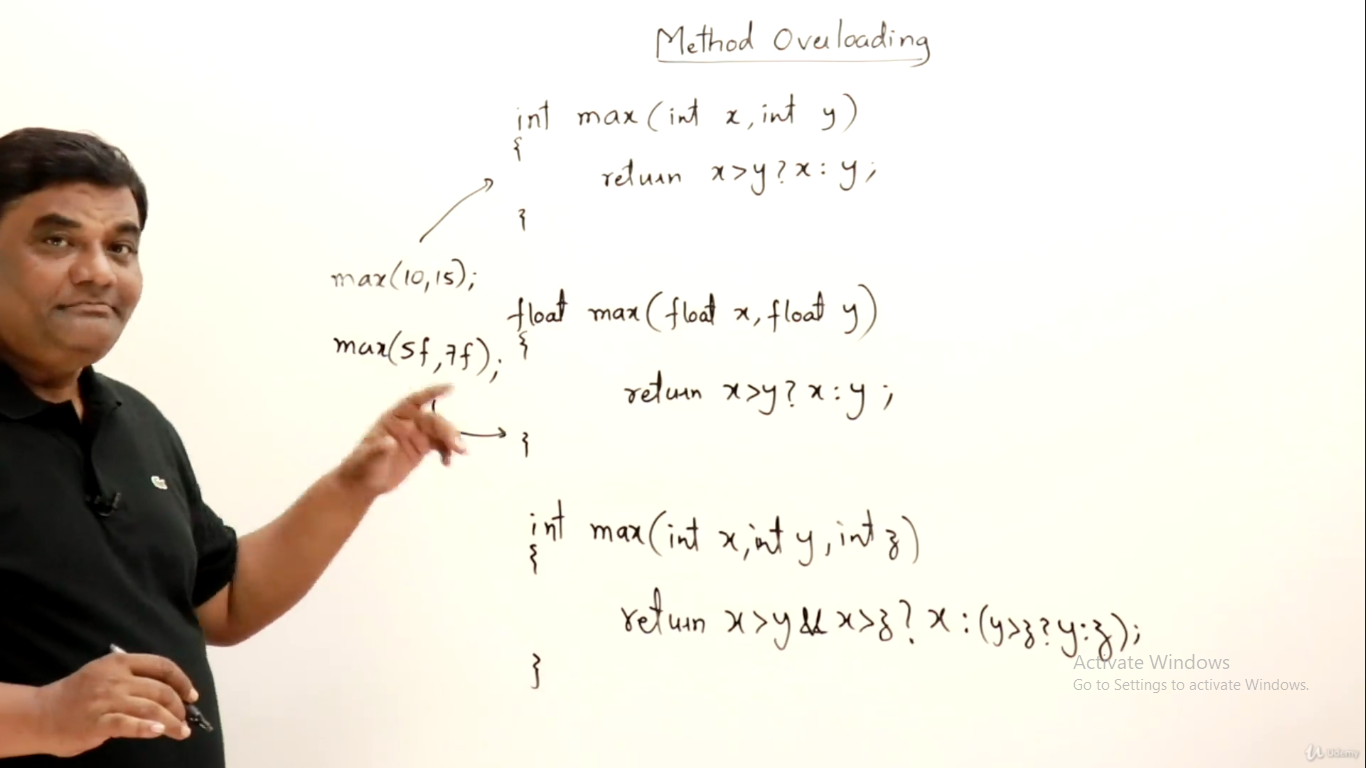 Method Overloading
int max(int x, int y)
{
return x>y?x:y;
}
max(10,15);
max(5f,7f);
float max(float x, float y)
{
return x>y?x:y;
}
int max(int x, int y, int z)
{
return x>y && x>z? x:(y>z?y:z);
}
Activate Windows
Go to Settings to activate Windows.
Udemy